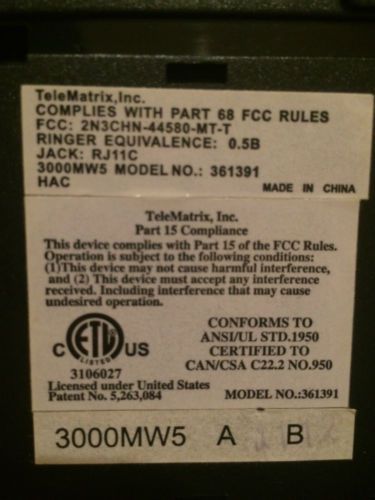 TeleMatrix,Inc.
COMPLIES WITH PART 68 FCC RULES
FCC: 2N3CHN-44580-MT-T
RINGER EQUIVALENCE: 0.5B
JACK: RJ11C
3000MW5 MODEL NO.: 361391
HAC MADE IN CHINA
TeleMatrix, Inc.
Part 15 Compliance
This device complies with Part 15 of the FCC Rules.
Operation is subject to the following conditions:
(1)This device may not cause harmful interference,
and (2) This device must accept any interference
received. Including interference that may cause
undesired operation.
CONFORMS TO
ANSI/UL STD.1950
CERTIFIED TO
CAN/CSA C22.2 NO.950
C ETL US
LISTED
3106027
Licensed under United States
Patent No. 5,263,084
MODEL NO.:361391
3000MW5 A B